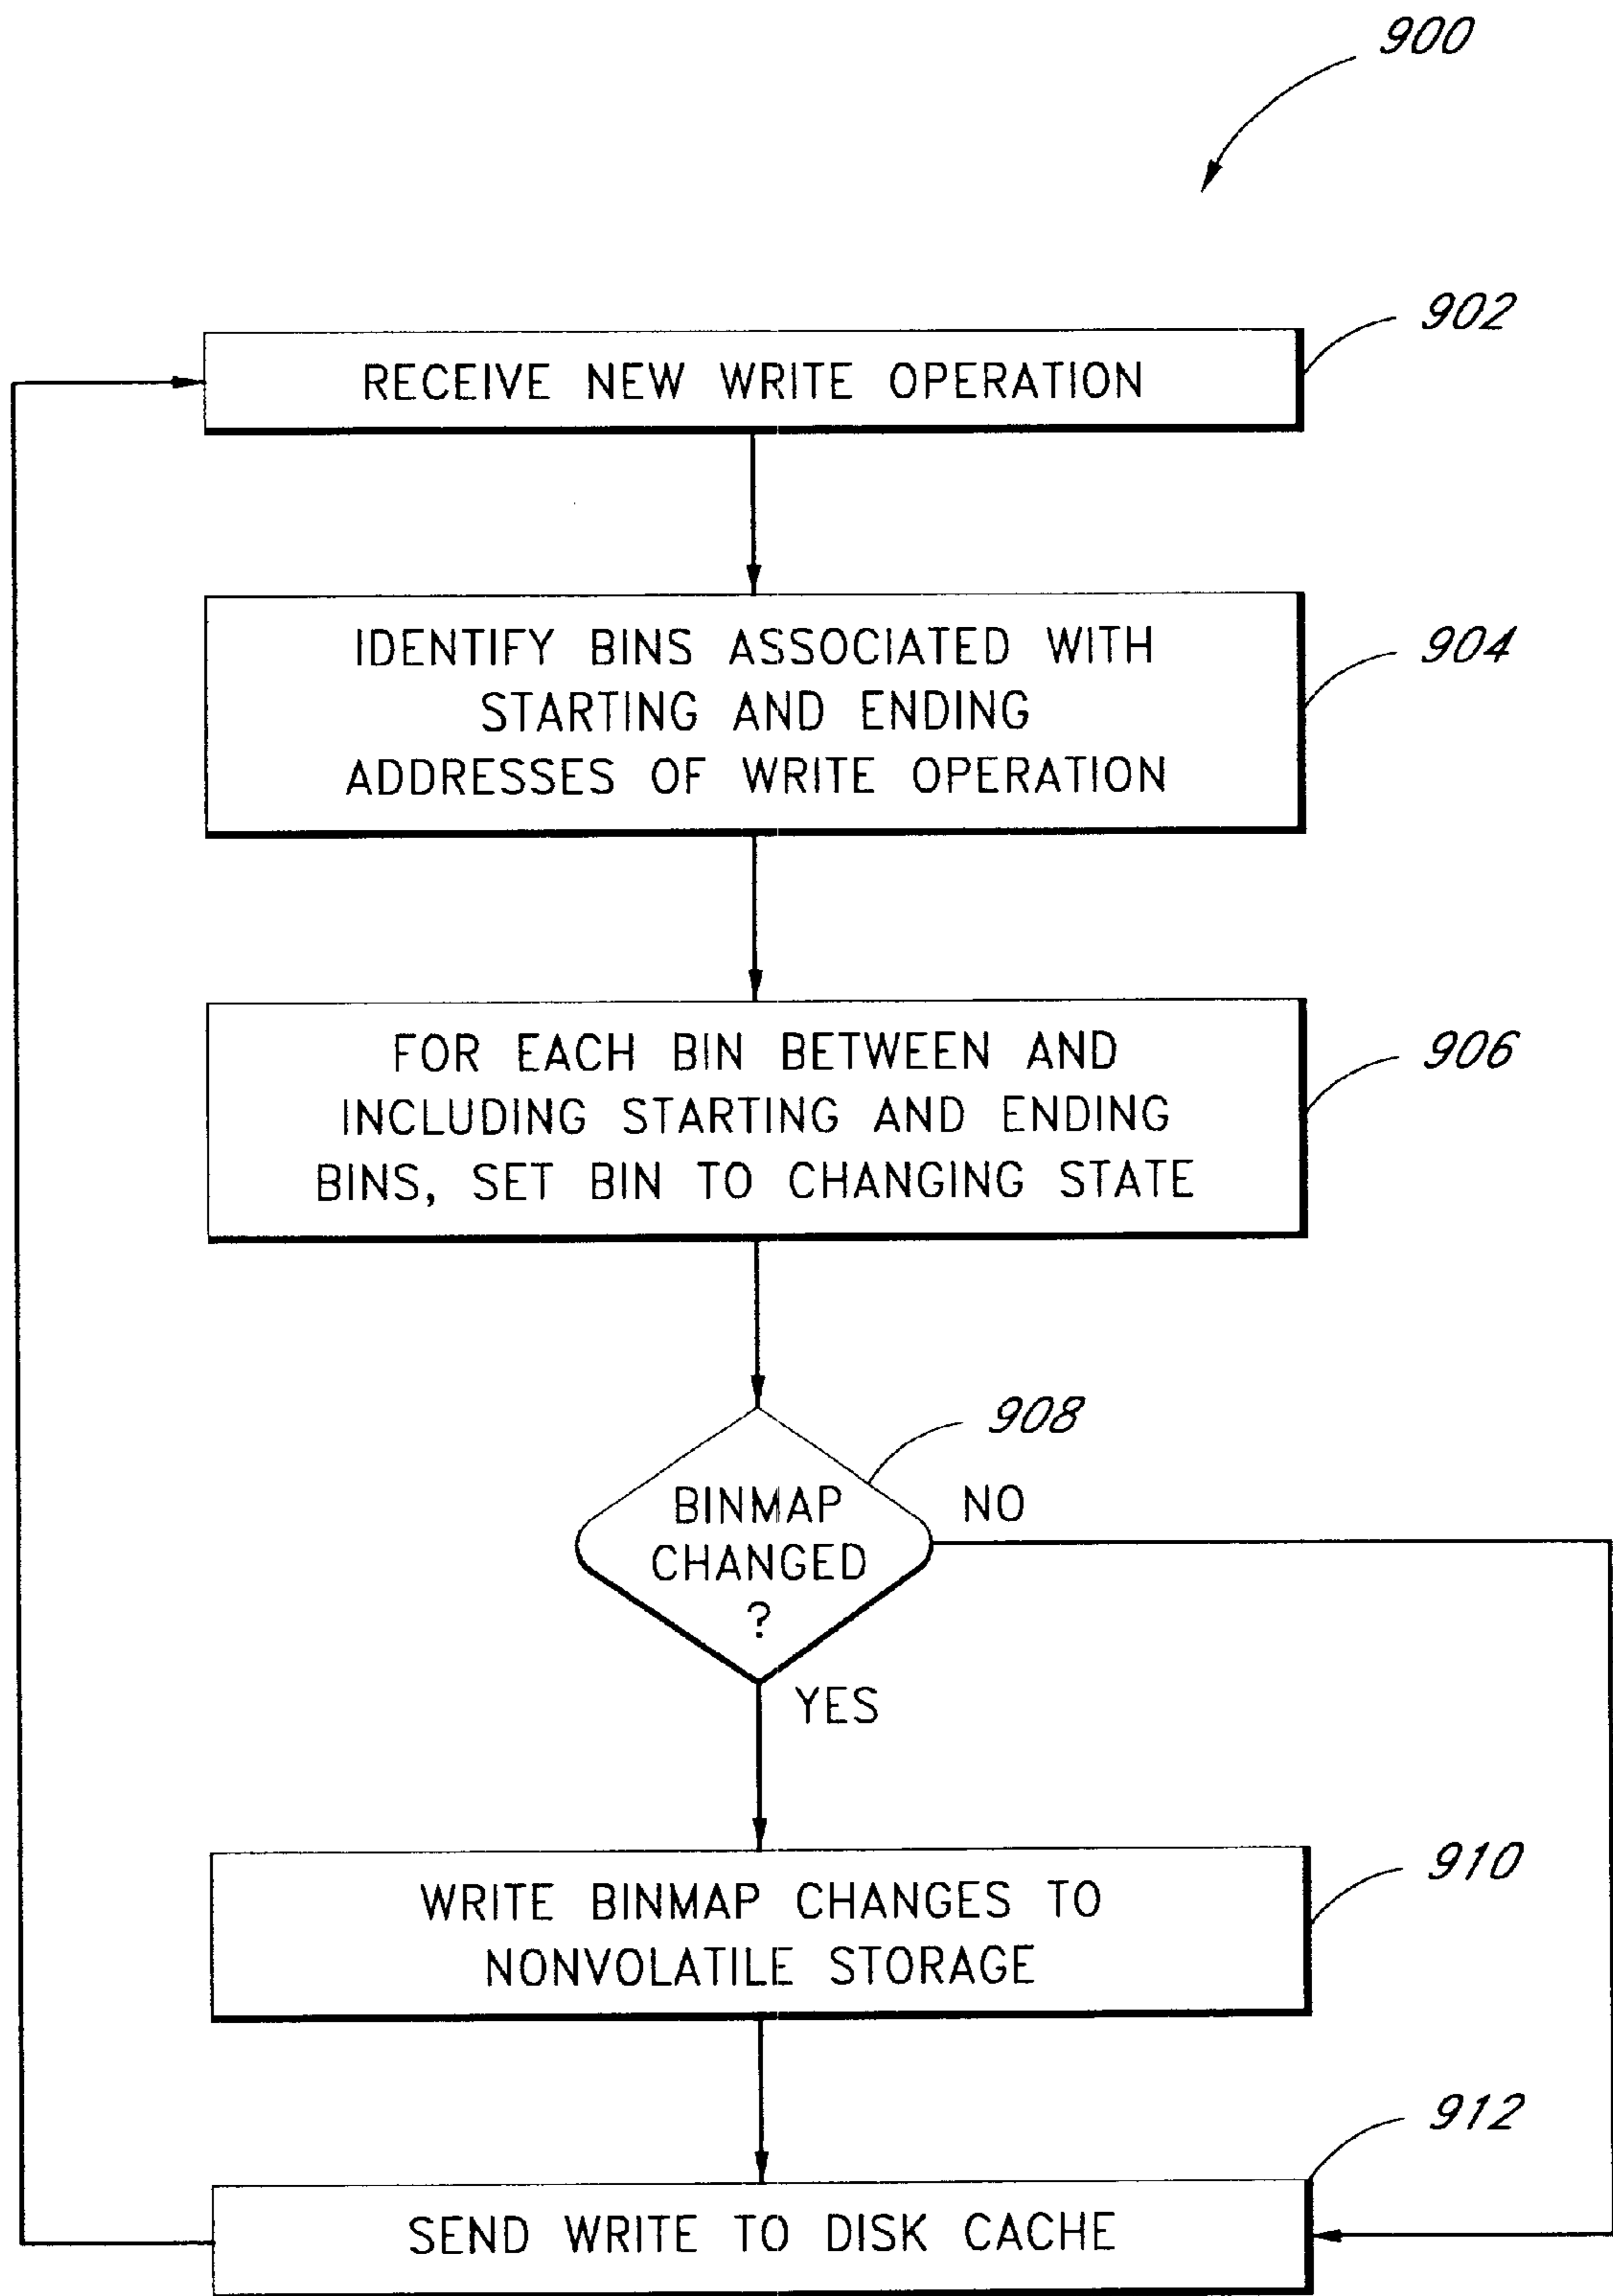 900
902
RECEIVE NEW WRITE OPERATION
904
IDENTIFY BINS ASSOCIATED WITH
STARTING AND ENDING
ADDRESSES OF WRITE OPERATION
906
FOR EACH BIN BETWEEN AND
INCLUDING STARTING AND ENDING
BINS, SET BIN TO CHANGING STATE
908
BINMAP
CHANGED
?
NO
YES
910
WRITE BINMAP CHANGES TO
NONVOLATILE STORAGE
912
SEND WRITE TO DISK CACHE